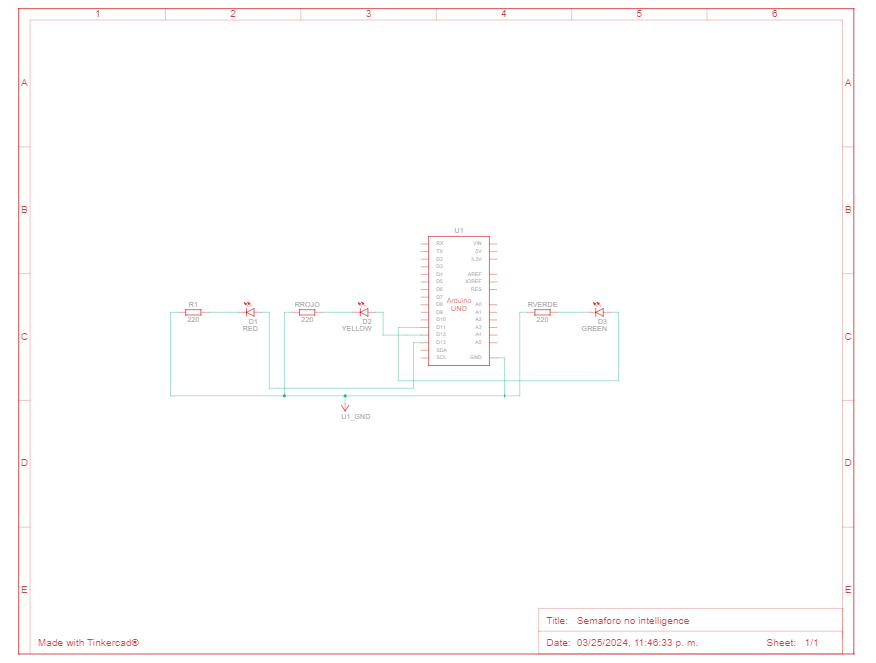 1 2 3 4 5 6
A A
U1
RX VIN
TX 5V
D2 3.3V
D3
D4 AREF
D5 IOREF
D6 RES
D7
D8 A0
D9 A1
D10 A2
D11 A3
D12 A4
D13 A5
SDA
SCL GND
Arduino
UNO
B B
R1
220
D1
RED
RROJO
220
D2
YELLOW
RVERDE
220
D3
GREEN
C C
U1_GND
D D
E E
Title: Semaforo no intelligence
Date: 03/25/2024, 11:46:33 p. m. Sheet: 1/1
Made with Tinkercad®